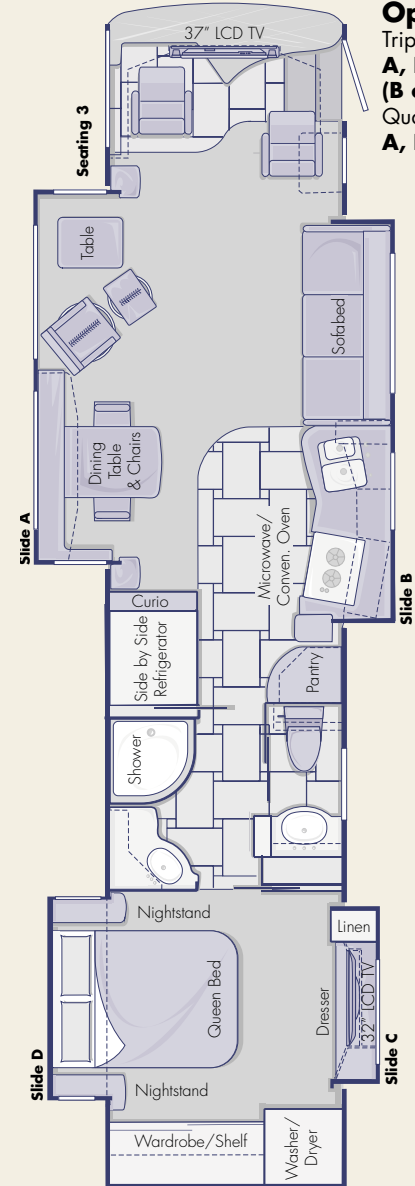 Op
Trip
A,
(B
Qua
A,
37" LCD TV
Seating 3
Table
Sofabed
Dining
Table
& Chairs
Slide A
Microwave/
Conven. Oven
Slide B
Curio
Side by Side
Refrigerator
Pantry
Shower
Nightstand
Linen
Slide D
Queen Bed
Dresser
32" LCD TV
Slide C
Nightstand
Wardrobe/Shelf
Washer/
Dryer